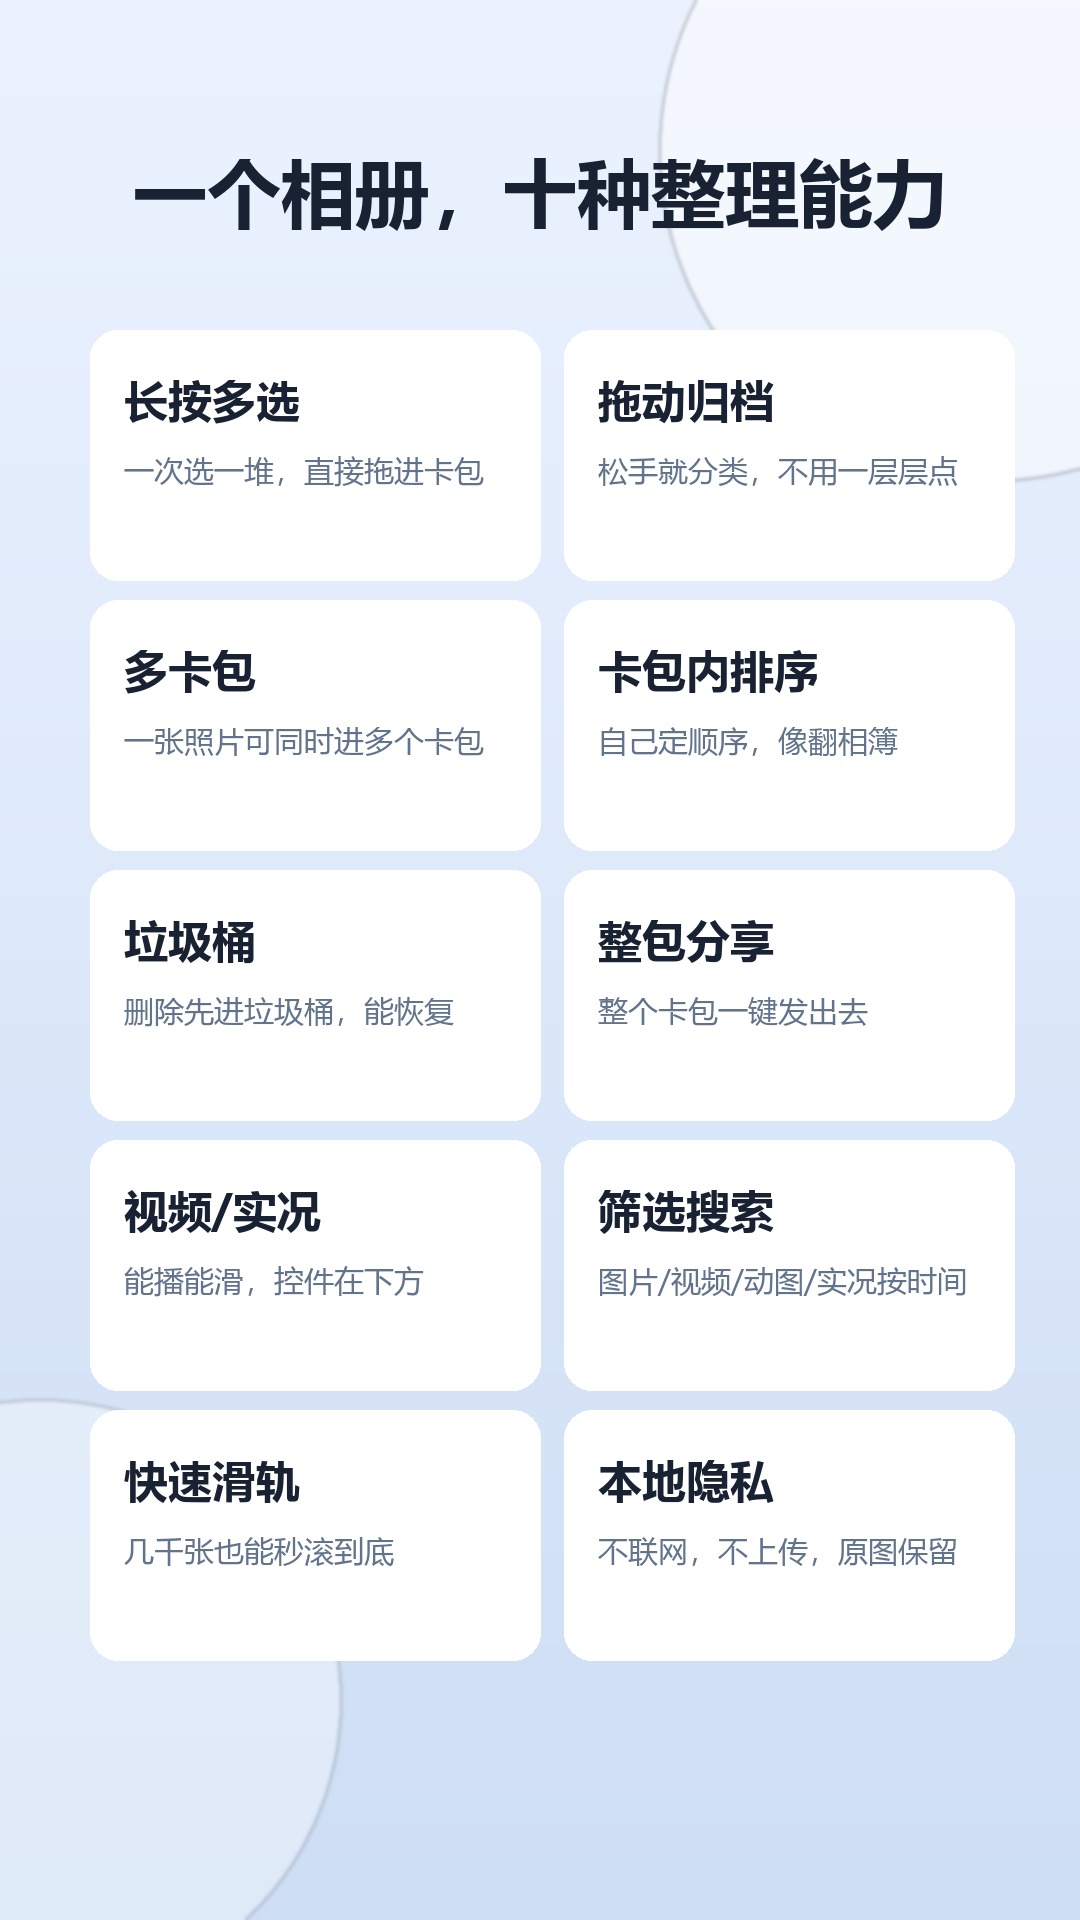 一个相册，十种整理能力
长按多选
一次选一堆，直接拖进卡包
拖动归档
松手就分类，不用一层层点
多卡包
一张照片可同时进多个卡包
卡包内排序
自己定顺序，像翻相簿
垃圾桶
删除先进垃圾桶，能恢复
整包分享
整个卡包一键发出去
视频/实况
能播能滑，控件在下方
筛选搜索
图片/视频/动图/实况按时间
快速滑轨
几千张也能秒滚到底
本地隐私
不联网，不上传，原图保留